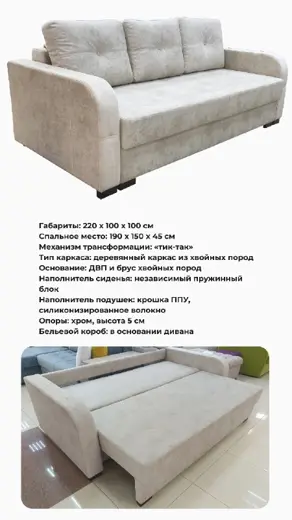 Габариты: 220 х 100 х 100 см
Спальное место: 190 х 150 х 45 см
Механизм трансформации: «тик-так»
Тип каркаса: деревянный каркас из хвойных пород
Основание: ДВП и брус хвойных пород
Наполнитель сиденья: независимый пружинный
блок
Наполнитель подушек: крошка ППУ,
силиконизированное волокно
Опоры: хром, высота 5 см
Бельевой короб: в основании дивана